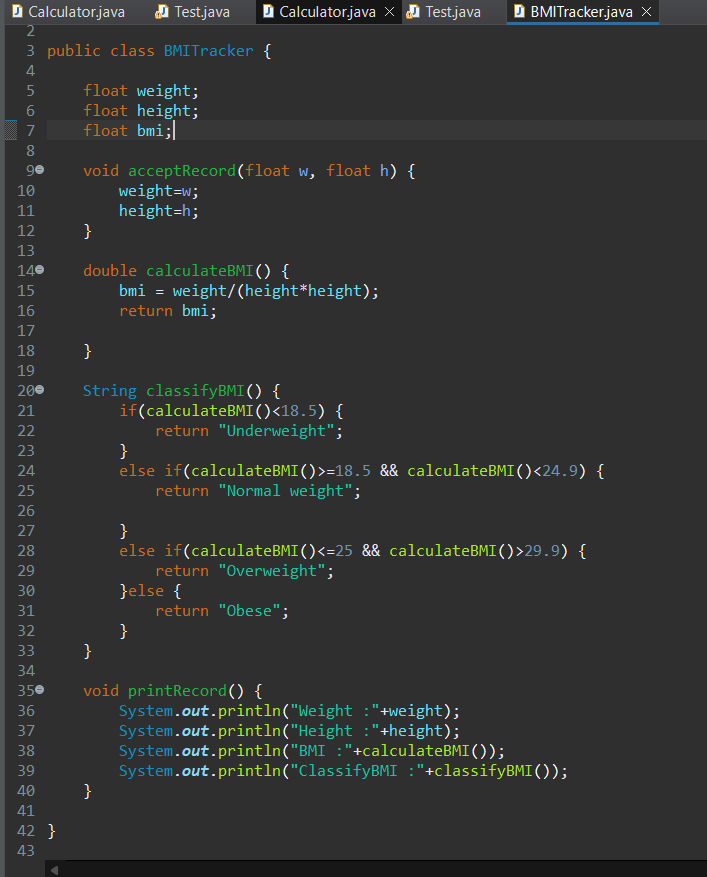 Calculator.java Test.java Calculator.java Test.java BMITracker.java
2
3 public class BMITracker {
4
5 float weight;
6 float height;
7 float bmi;
8
9 void acceptRecord(float w, float h) {
10 weight=w;
11 height=h;
12 }
13
14 double calculateBMI() {
15 bmi = weight/(height*height);
16 return bmi;
17
18 }
19
20 String classifyBMI() {
21 if(calculateBMI()<18.5) {
22 return "Underweight";
23 }
24 else if(calculateBMI()>=18.5 && calculateBMI()<24.9) {
25 return "Normal weight";
26
27 }
28 else if(calculateBMI()<=25 && calculateBMI()>29.9) {
29 return "Overweight";
30 }else {
31 return "Obese";
32 }
33 }
34
35 void printRecord() {
36 System.out.println("Weight :"+weight);
37 System.out.println("Height :"+height);
38 System.out.println("BMI :"+calculateBMI());
39 System.out.println("ClassifyBMI :"+classifyBMI());
40 }
41
42 }
43